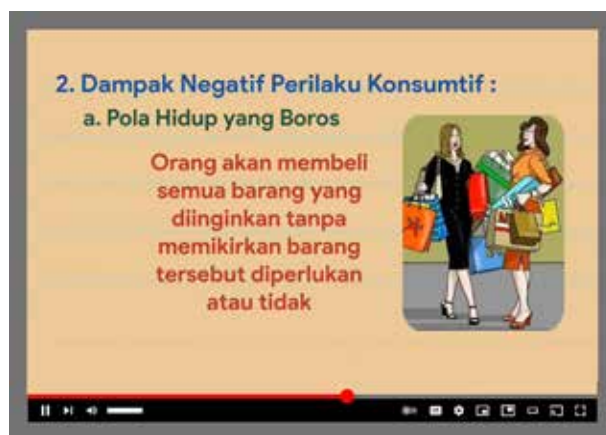 2. Dampak Negatif Perilaku Konsumtif :
a. Pola Hidup yang Boros
Orang akan membeli
semua barang yang
diinginkan tanpa
memikirkan barang
tersebut diperlukan
atau tidak